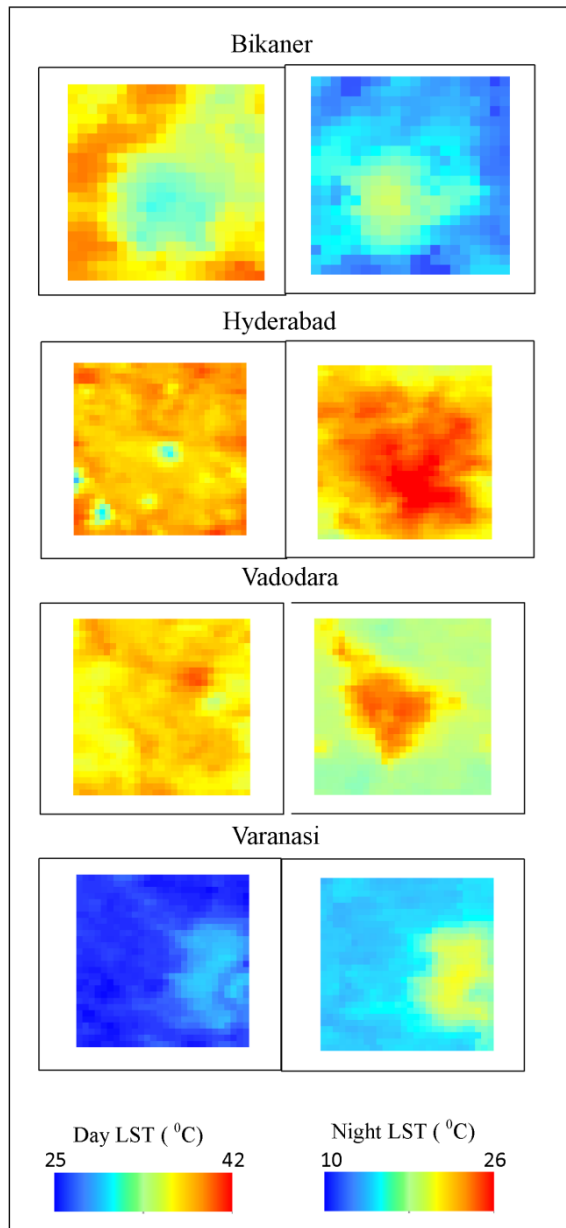 Bikaner
Hyderabad
Vadodara
Varanasi
Day LST ( ⁰C)
Night LST ( ⁰C)
25 42
10 26